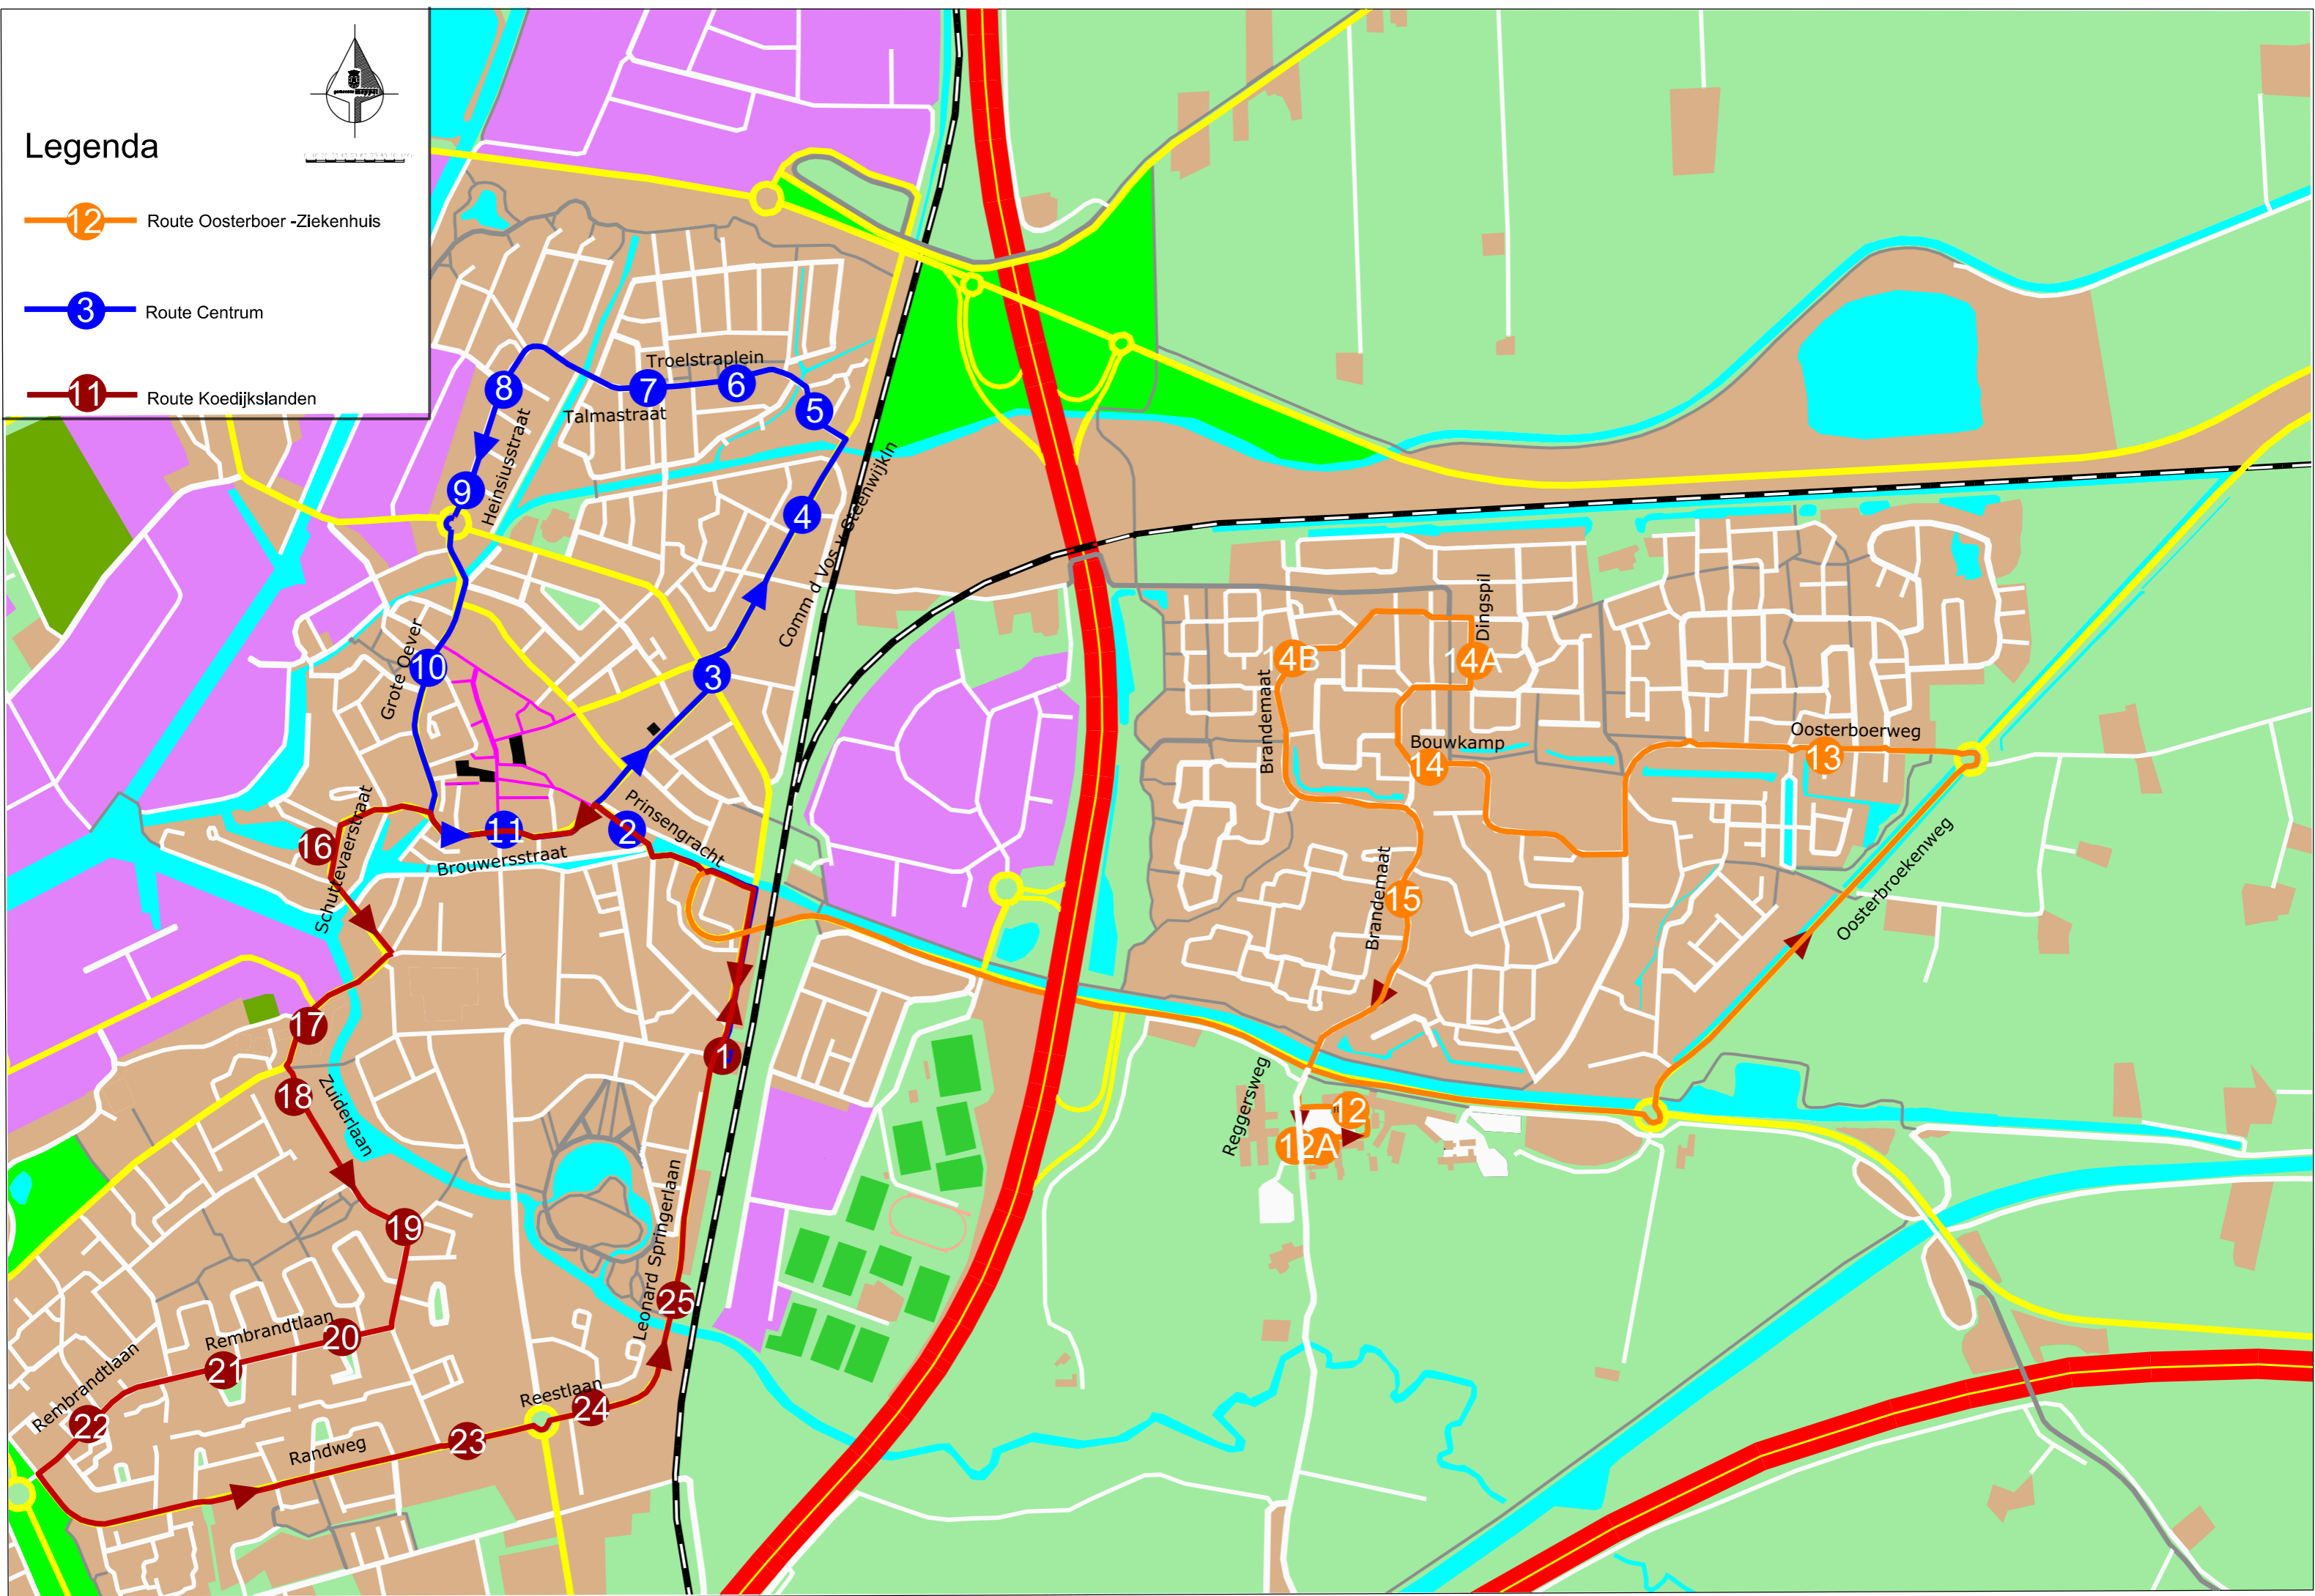 Legenda
12 Route Oosterboer -Ziekenhuis
3 Route Centrum
11 Route Koedijkslanden
Troelstraplein
8
7
6
5
Talmastraat
Heinsiusstraat
9
4
Comm d Vos v Steenwijkln
Grote Oever
10
3
Dingspil
14B
14A
Brandemaat
Bouwkamp
14
Oosterboerweg
13
Prinsengracht
11
2
16
Schuttevaerstraat
Brouwersstraat
Brandemaat
15
Oosterbroekenweg
17
1
18
Zuiderlaan
Reggersweg
12
12A
19
Leonard Springerlaan
25
Rembrandtlaan
20
21
Rembrandtlaan
22
Reestlaan
24
Randweg
23